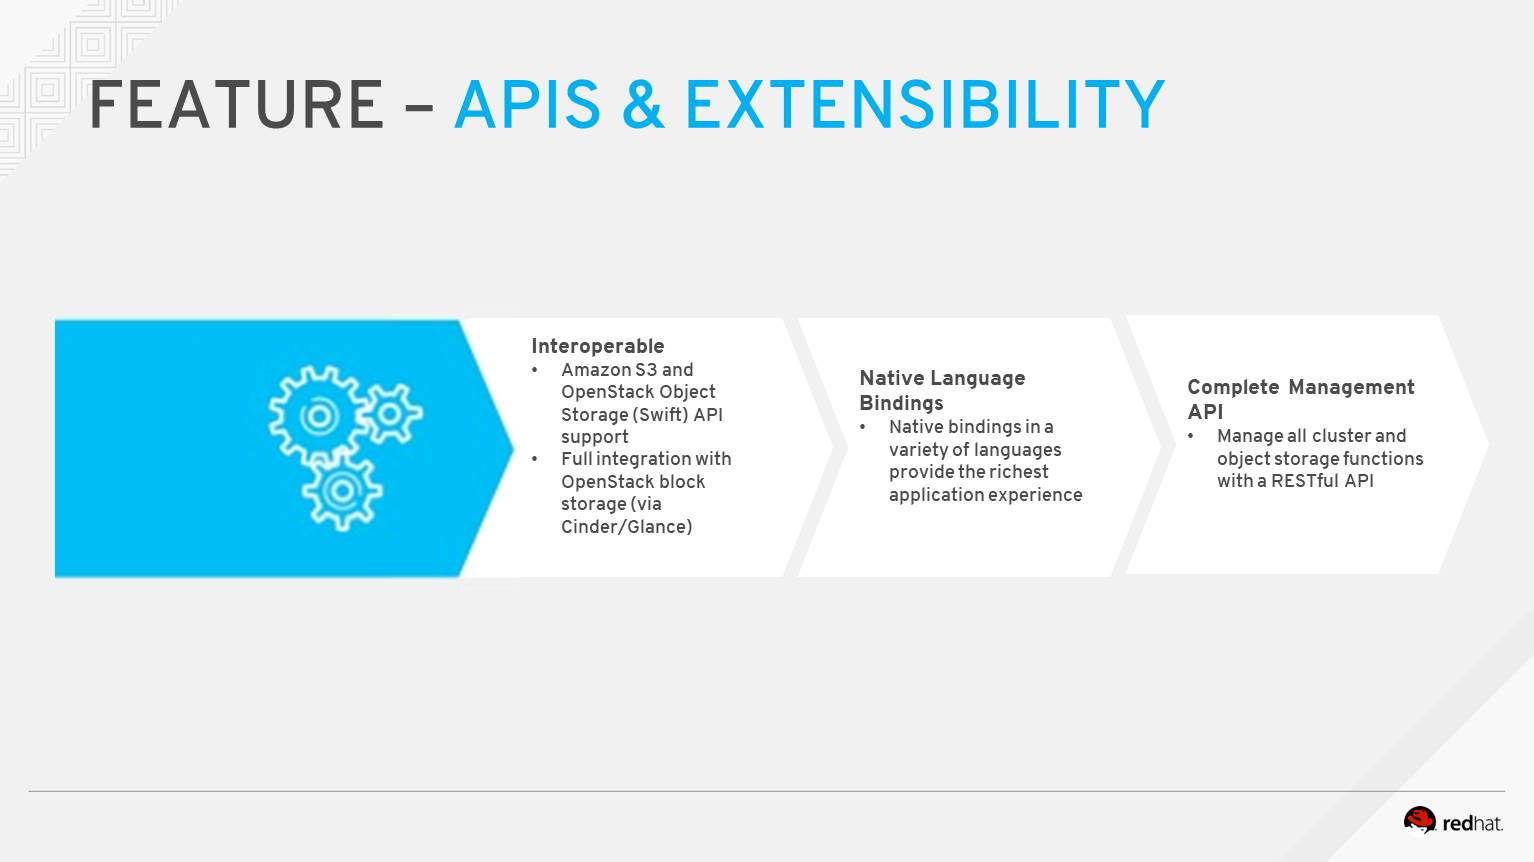 FEATURE – APIS & EXTENSIBILITY
Interoperable
• Amazon S3 and
OpenStack Object
Storage (Swift) API
support
• Full integration with
OpenStack block
storage (via
Cinder/Glance)
Native Language
Bindings
• Native bindings in a
variety of languages
provide the richest
application experience
Complete Management
API
• Manage all cluster and
object storage functions
with a RESTful API
redhat.